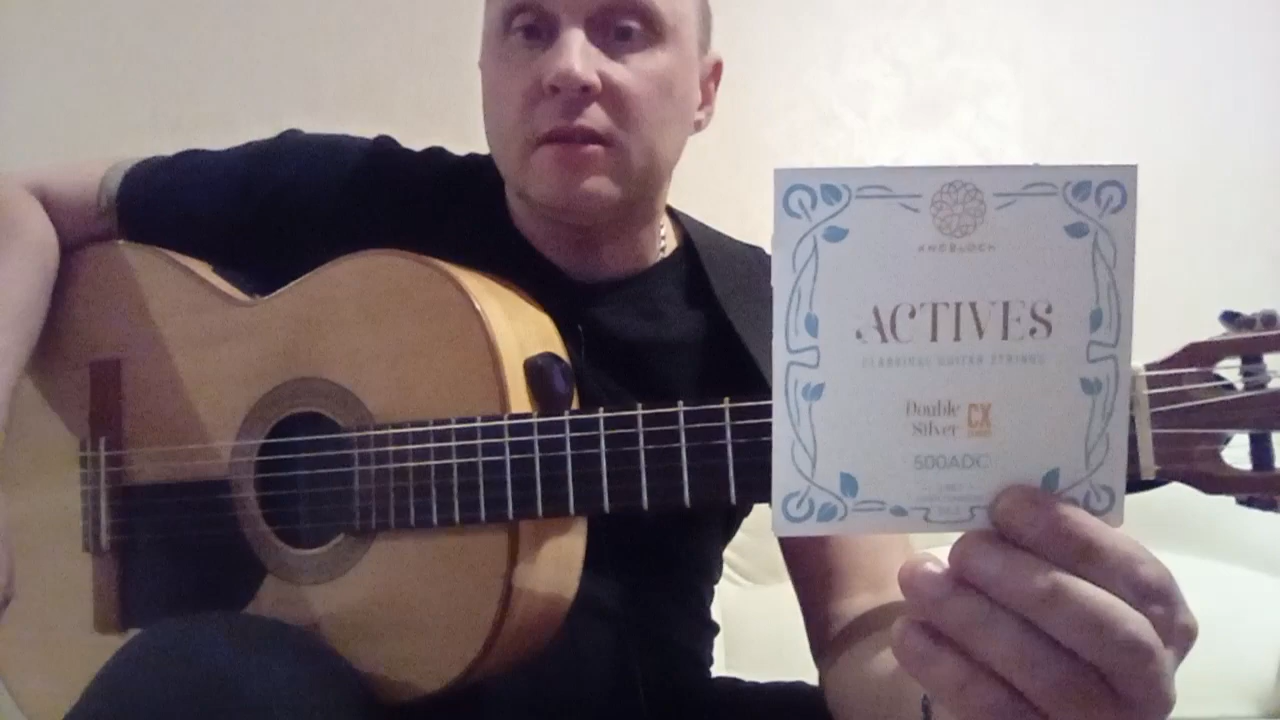 KNOBLOCH
ACTIVES
CLASSICAL GUITAR STRINGS
Double
Silver CX
500ADC